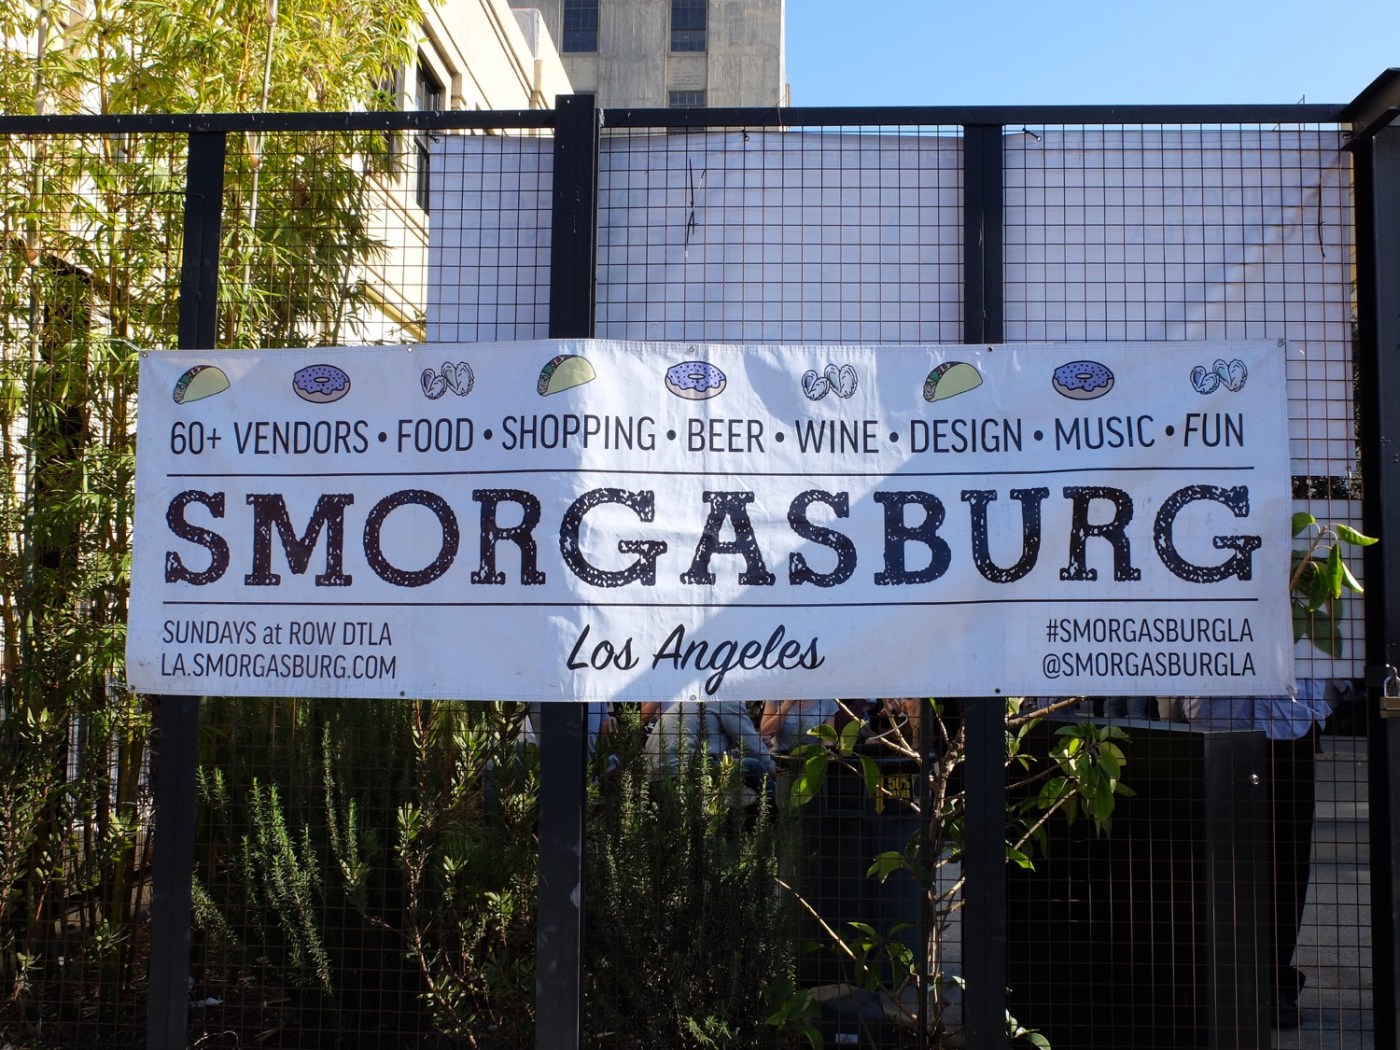 60+ VENDORS • FOOD • SHOPPING • BEER • WINE • DESIGN • MUSIC • FUN
SMORGASBURG
SUNDAYS at ROW DTLA
LA.SMORGASBURG.COM
Los Angeles
#SMORGASBURGLA
@SMORGASBURGLA
50%